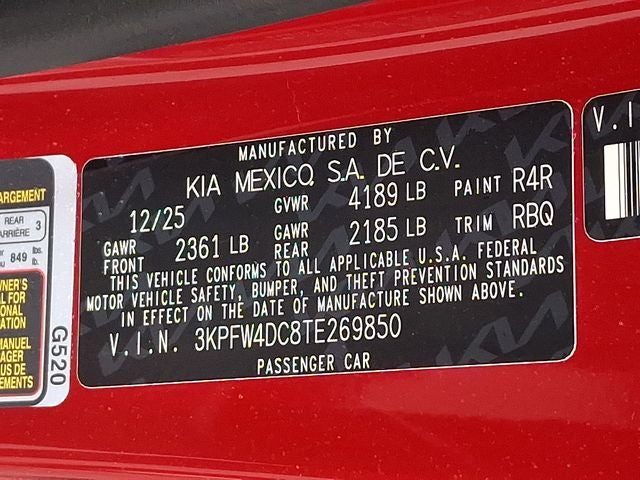 MANUFACTURED BY
KIA MEXICO, S.A. DE C.V.
12/25 GVWR 4189 LB PAINT R4R
GAWR FRONT 2361 LB GAWR REAR 2185 LB TRIM RBQ
THIS VEHICLE CONFORMS TO ALL APPLICABLE U.S.A. FEDERAL
MOTOR VEHICLE SAFETY, BUMPER, AND THEFT PREVENTION STANDARDS
IN EFFECT ON THE DATE OF MANUFACTURE SHOWN ABOVE.
V.I.N. 3KPFW4DC8TE269850
PASSENGER CAR
REAR 3
849 lbs.
G520
V.I